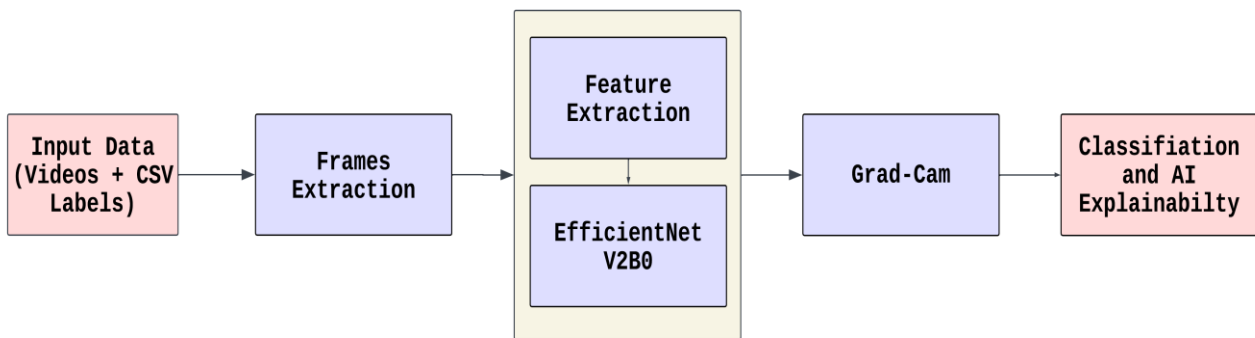 Input Data
(Videos + CSV
Labels)
Frames
Extraction
Feature
Extraction
EfficientNet
V2B0
Grad-Cam
Classifiation
and AI
Explainabilty